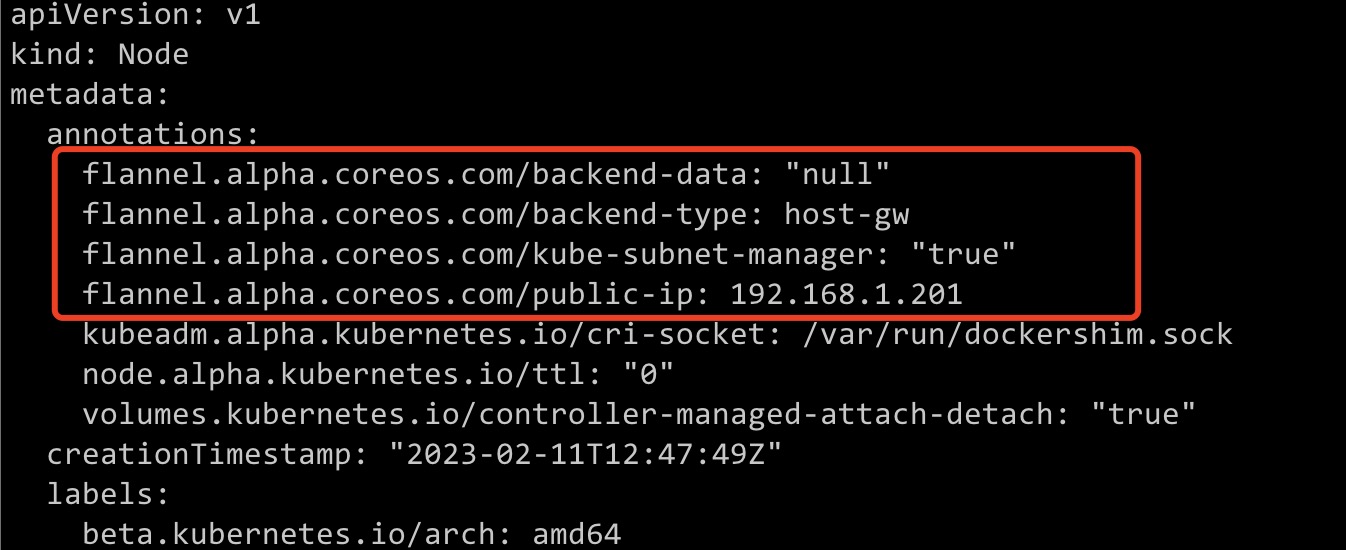 apiVersion: v1
kind: Node
metadata:
  annotations:
    flannel.alpha.coreos.com/backend-data: "null"
    flannel.alpha.coreos.com/backend-type: host-gw
    flannel.alpha.coreos.com/kube-subnet-manager: "true"
    flannel.alpha.coreos.com/public-ip: 192.168.1.201
    kubeadm.alpha.kubernetes.io/cri-socket: /var/run/dockershim.sock
    node.alpha.kubernetes.io/ttl: "0"
    volumes.kubernetes.io/controller-managed-attach-detach: "true"
  creationTimestamp: "2023-02-11T12:47:49Z"
  labels:
    beta.kubernetes.io/arch: amd64